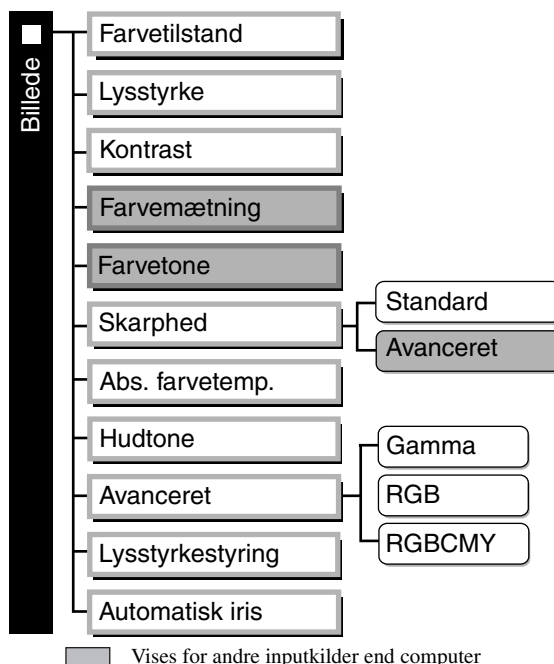 Billede
Farvetilstand
Lysstyrke
Kontrast
Farvemætning
Farvetone
Skarphed
Standard
Avanceret
Abs. farvetemp.
Hudtone
Avanceret
Gamma
RGB
RGBCMY
Lysstyrkestyring
Automatisk iris
Vises for andre inputkilder end computer